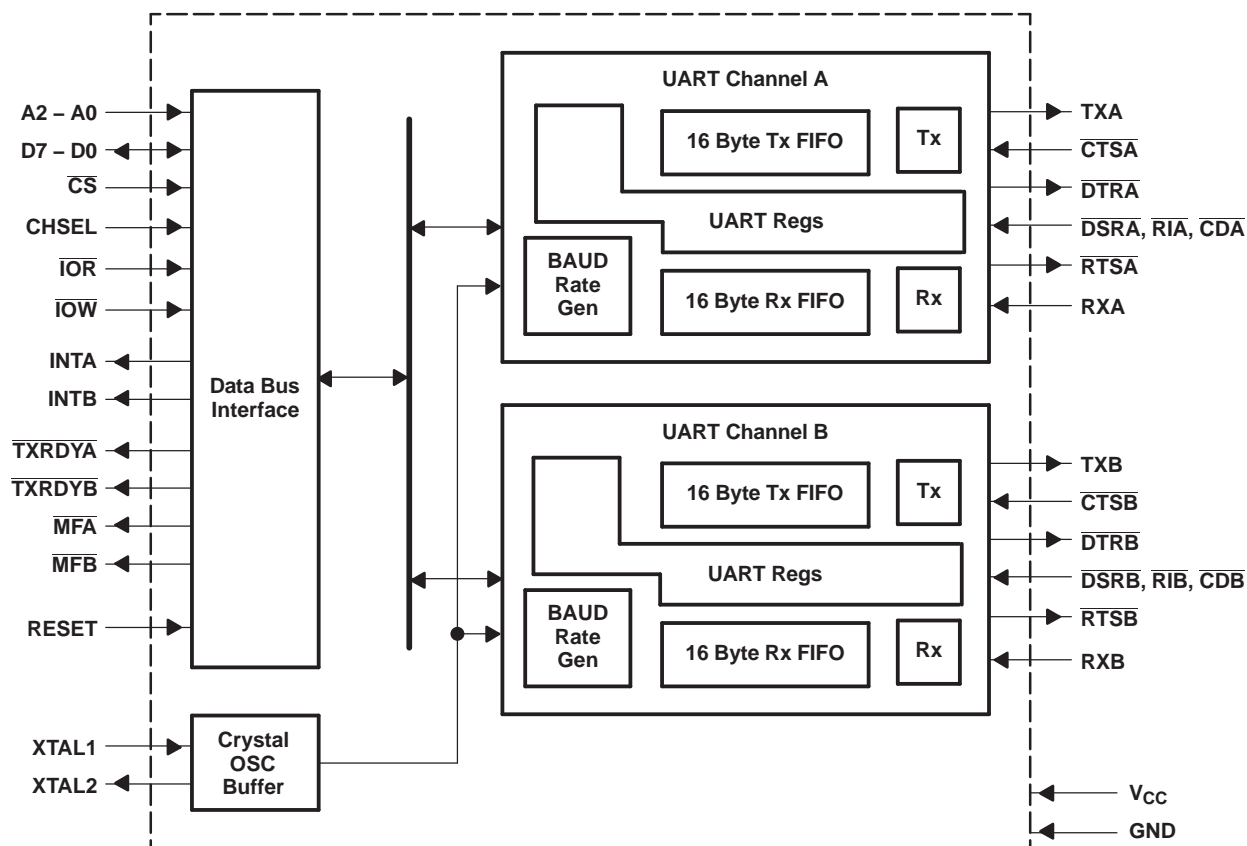 A2 – A0
D7 – D0
CS
CHSEL
IOR
IOW
INTA
INTB
TXRDYA
TXRDYB
MFA
MFB
RESET
XTAL1
XTAL2
Data Bus
Interface
Crystal
OSC
Buffer
UART Channel A
16 Byte Tx FIFO
Tx
UART Regs
BAUD
Rate
Gen
16 Byte Rx FIFO
Rx
UART Channel B
16 Byte Tx FIFO
Tx
UART Regs
BAUD
Rate
Gen
16 Byte Rx FIFO
Rx
TXA
CTSA
DTRA
DSRA, RIA, CDA
RTSA
RXA
TXB
CTSB
DTRB
DSRB, RIB, CDB
RTSB
RXB
VCC
GND